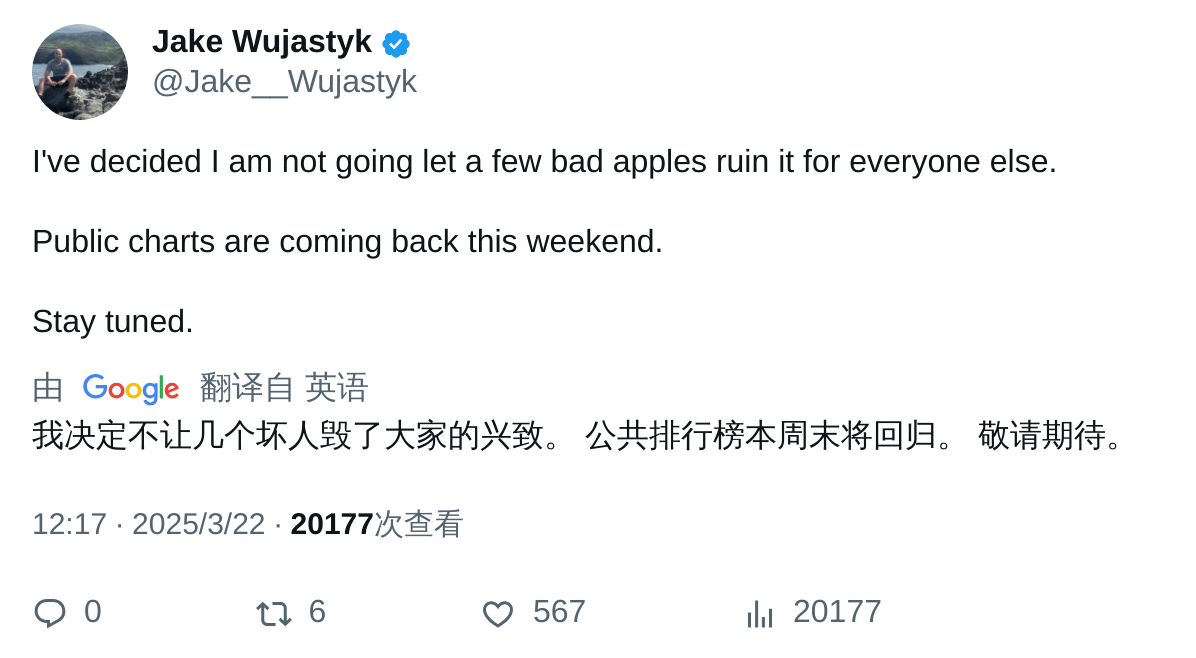 Jake Wujastyk
@Jake__Wujastyk
I've decided I am not going let a few bad apples ruin it for everyone else.
Public charts are coming back this weekend.
Stay tuned.
由 Google 翻译自 英语
我决定不让几个坏人毁了大家的兴致。 公共排行榜本周末将回归。 敬请期待。
12:17 · 2025/3/22 · 20177次查看
0 6 567 20177